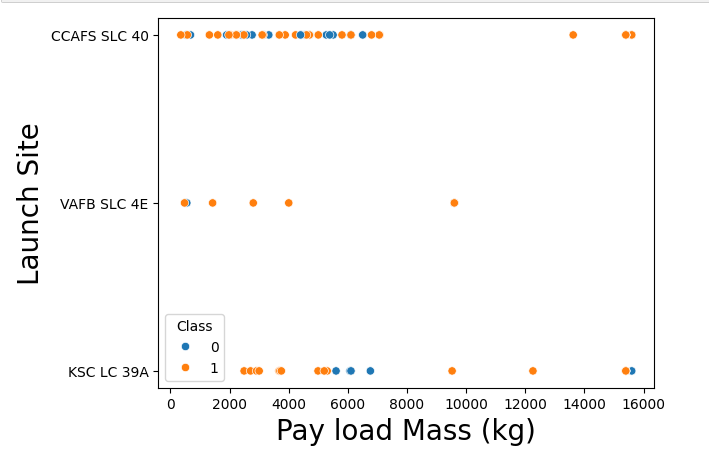 CCAFS SLC 40
VAFB SLC 4E
KSC LC 39A
Launch Site
Class
0
1
0 2000 4000 6000 8000 10000 12000 14000 16000
Pay load Mass (kg)